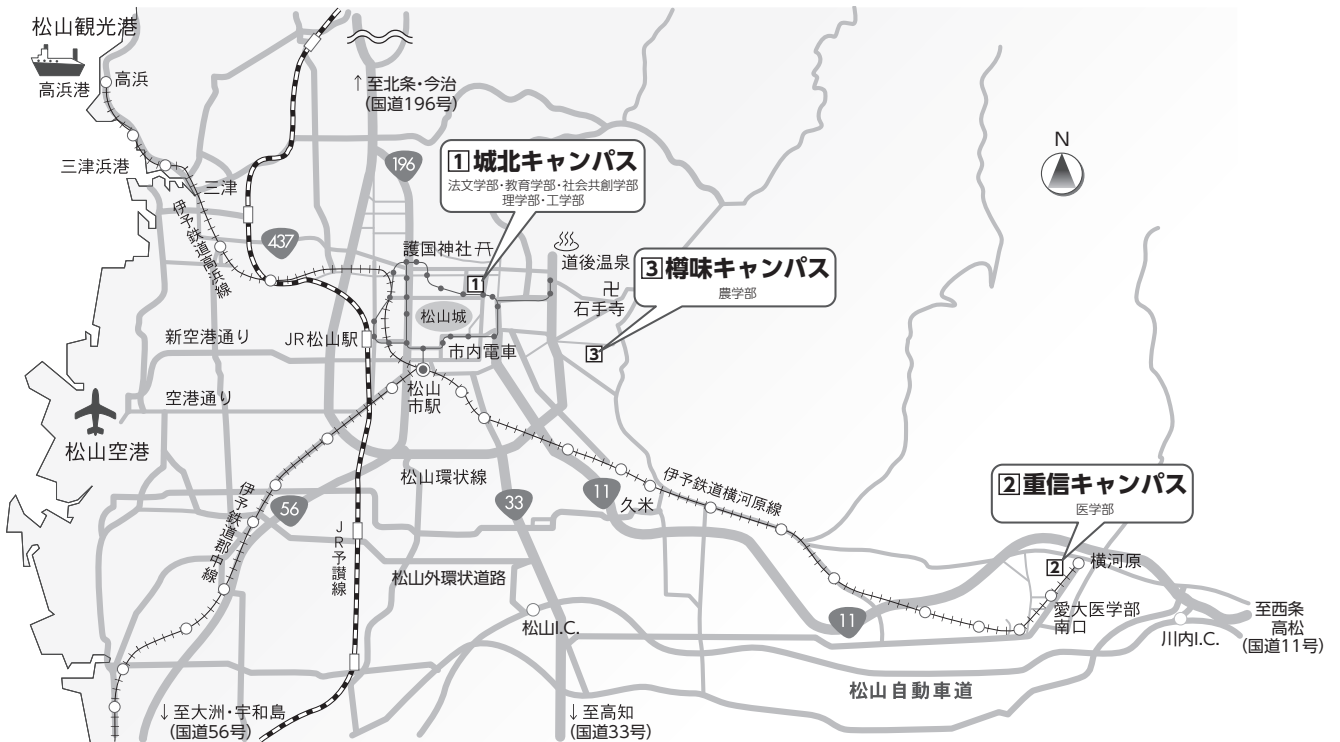 松山観光港
高浜港
高浜
三津浜港
三津
伊予鉄道高浜線
437
↑至北条・今治
(国道196号)
196
1城北キャンパス
法文学部・教育学部・社会共創学部
理学部・工学部
N
護国神社
1
道後温泉
卍
石手寺
3樽味キャンパス
農学部
3
松山城
新空港通り
JR松山駅
市内電車
空港通り
松山
市駅
松山空港
松山環状線
伊予鉄道郡中線
56
JR予讃線
33
11
久米
伊予鉄道横河原線
松山外環状道路
松山I.C.
2重信キャンパス
医学部
2
横河原
愛大医学部
南口
11
川内I.C.
至西条
高松
(国道11号)
松山自動車道
↓至大洲・宇和島
(国道56号)
↓至高知
(国道33号)